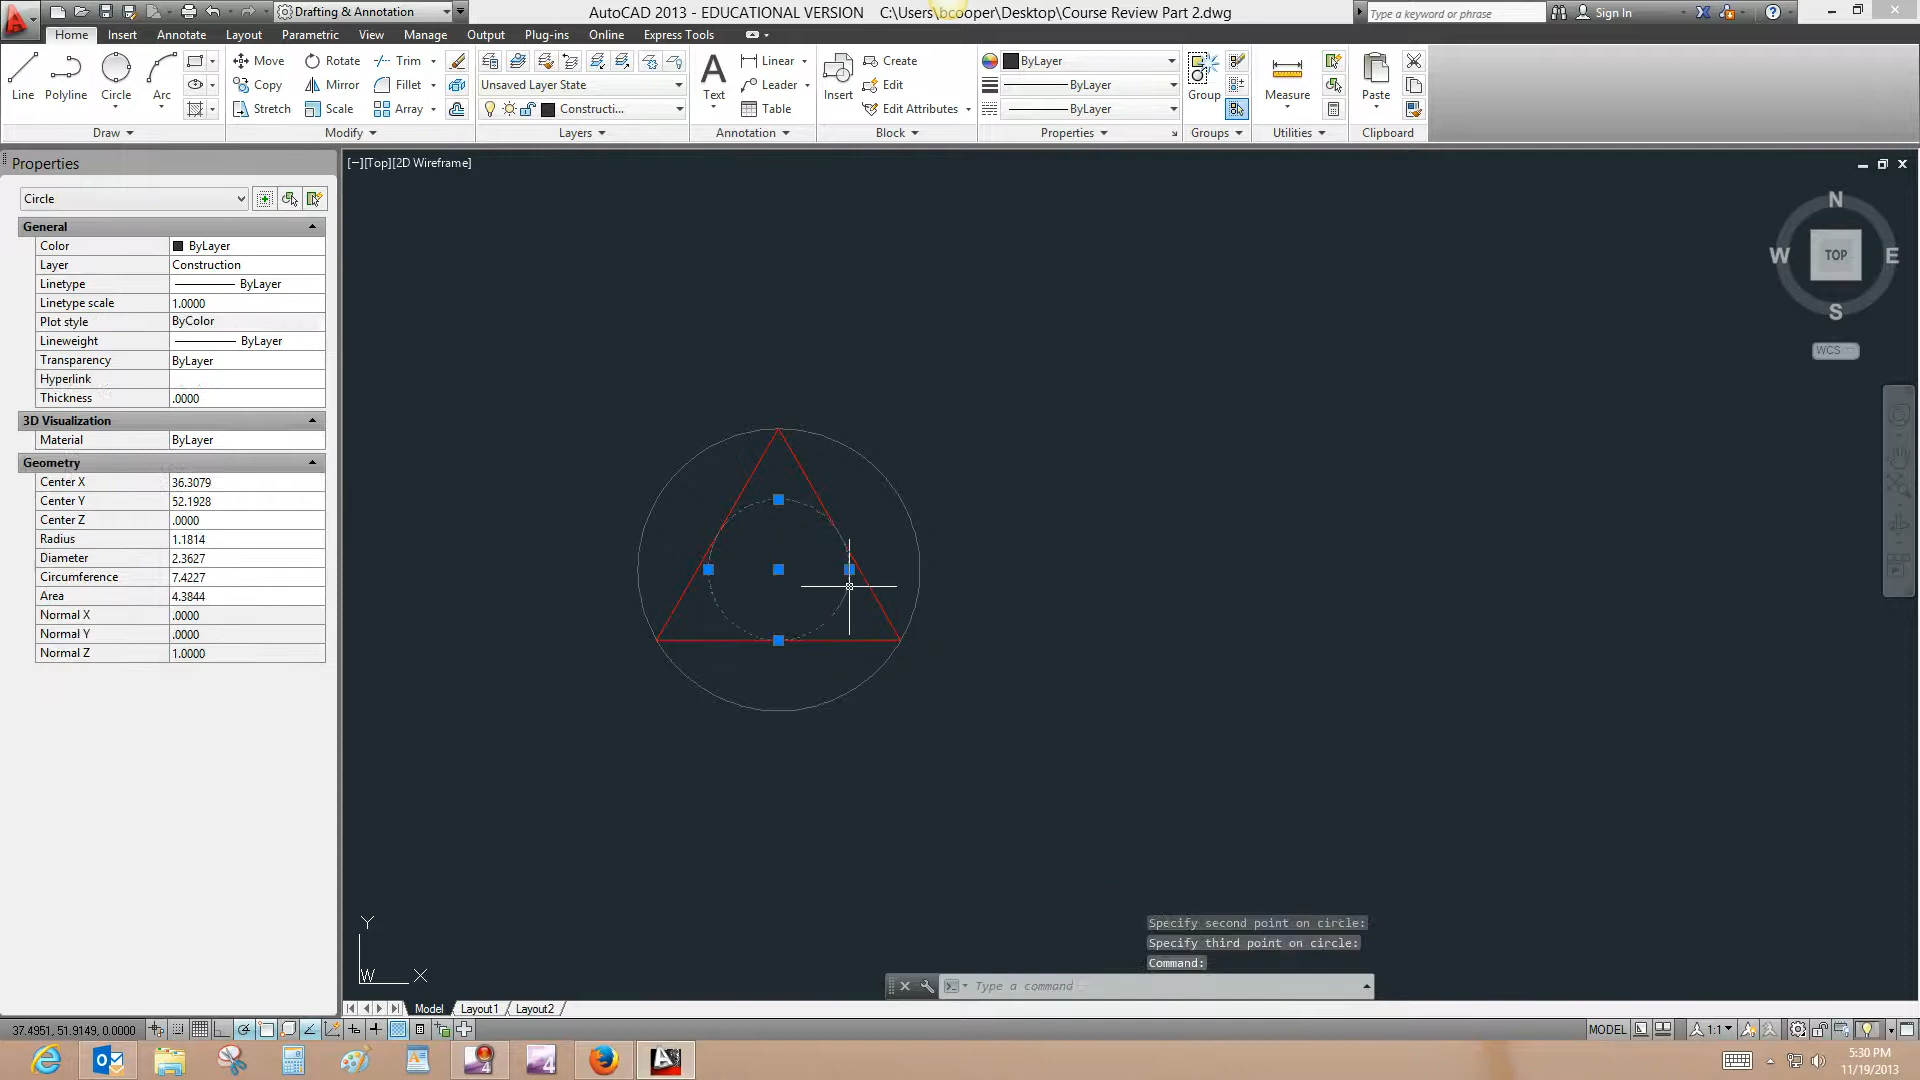 Drafting & Annotation
AutoCAD 2013 - EDUCATIONAL VERSION C:\Users\bcooper\Desktop\Course Review Part 2.dwg
Type a keyword or phrase
Sign In
Home Insert Annotate Layout Parametric View Manage Output Plug-ins Online Express Tools
Line Polyline Circle Arc
Move Rotate Trim
Copy Mirror Fillet
Stretch Scale Array
Unsaved Layer State
Constructi...
Text
Linear
Leader
Table
Insert
Create
Edit
Edit Attributes
ByLayer
ByLayer
ByLayer
Group
Measure
Paste
Draw Modify Layers Annotation Block Properties Groups Utilities Clipboard
Properties
Circle
General
Color ByLayer
Layer Construction
Linetype ByLayer
Linetype scale 1.0000
Plot style ByColor
Lineweight ByLayer
Transparency ByLayer
Hyperlink
Thickness .0000
3D Visualization
Material ByLayer
Geometry
Center X 36.3079
Center Y 52.1928
Center Z .0000
Radius 1.1814
Diameter 2.3627
Circumference 7.4227
Area 4.3844
Normal X .0000
Normal Y .0000
Normal Z 1.0000
[−][Top][2D Wireframe]
N
W TOP E
S
WCS
Y
W X
Specify second point on circle:
Specify third point on circle:
Command:
Type a command
Model Layout1 Layout2
37.4951, 51.9149, 0.0000
MODEL
1:1
5:30 PM
11/19/2013